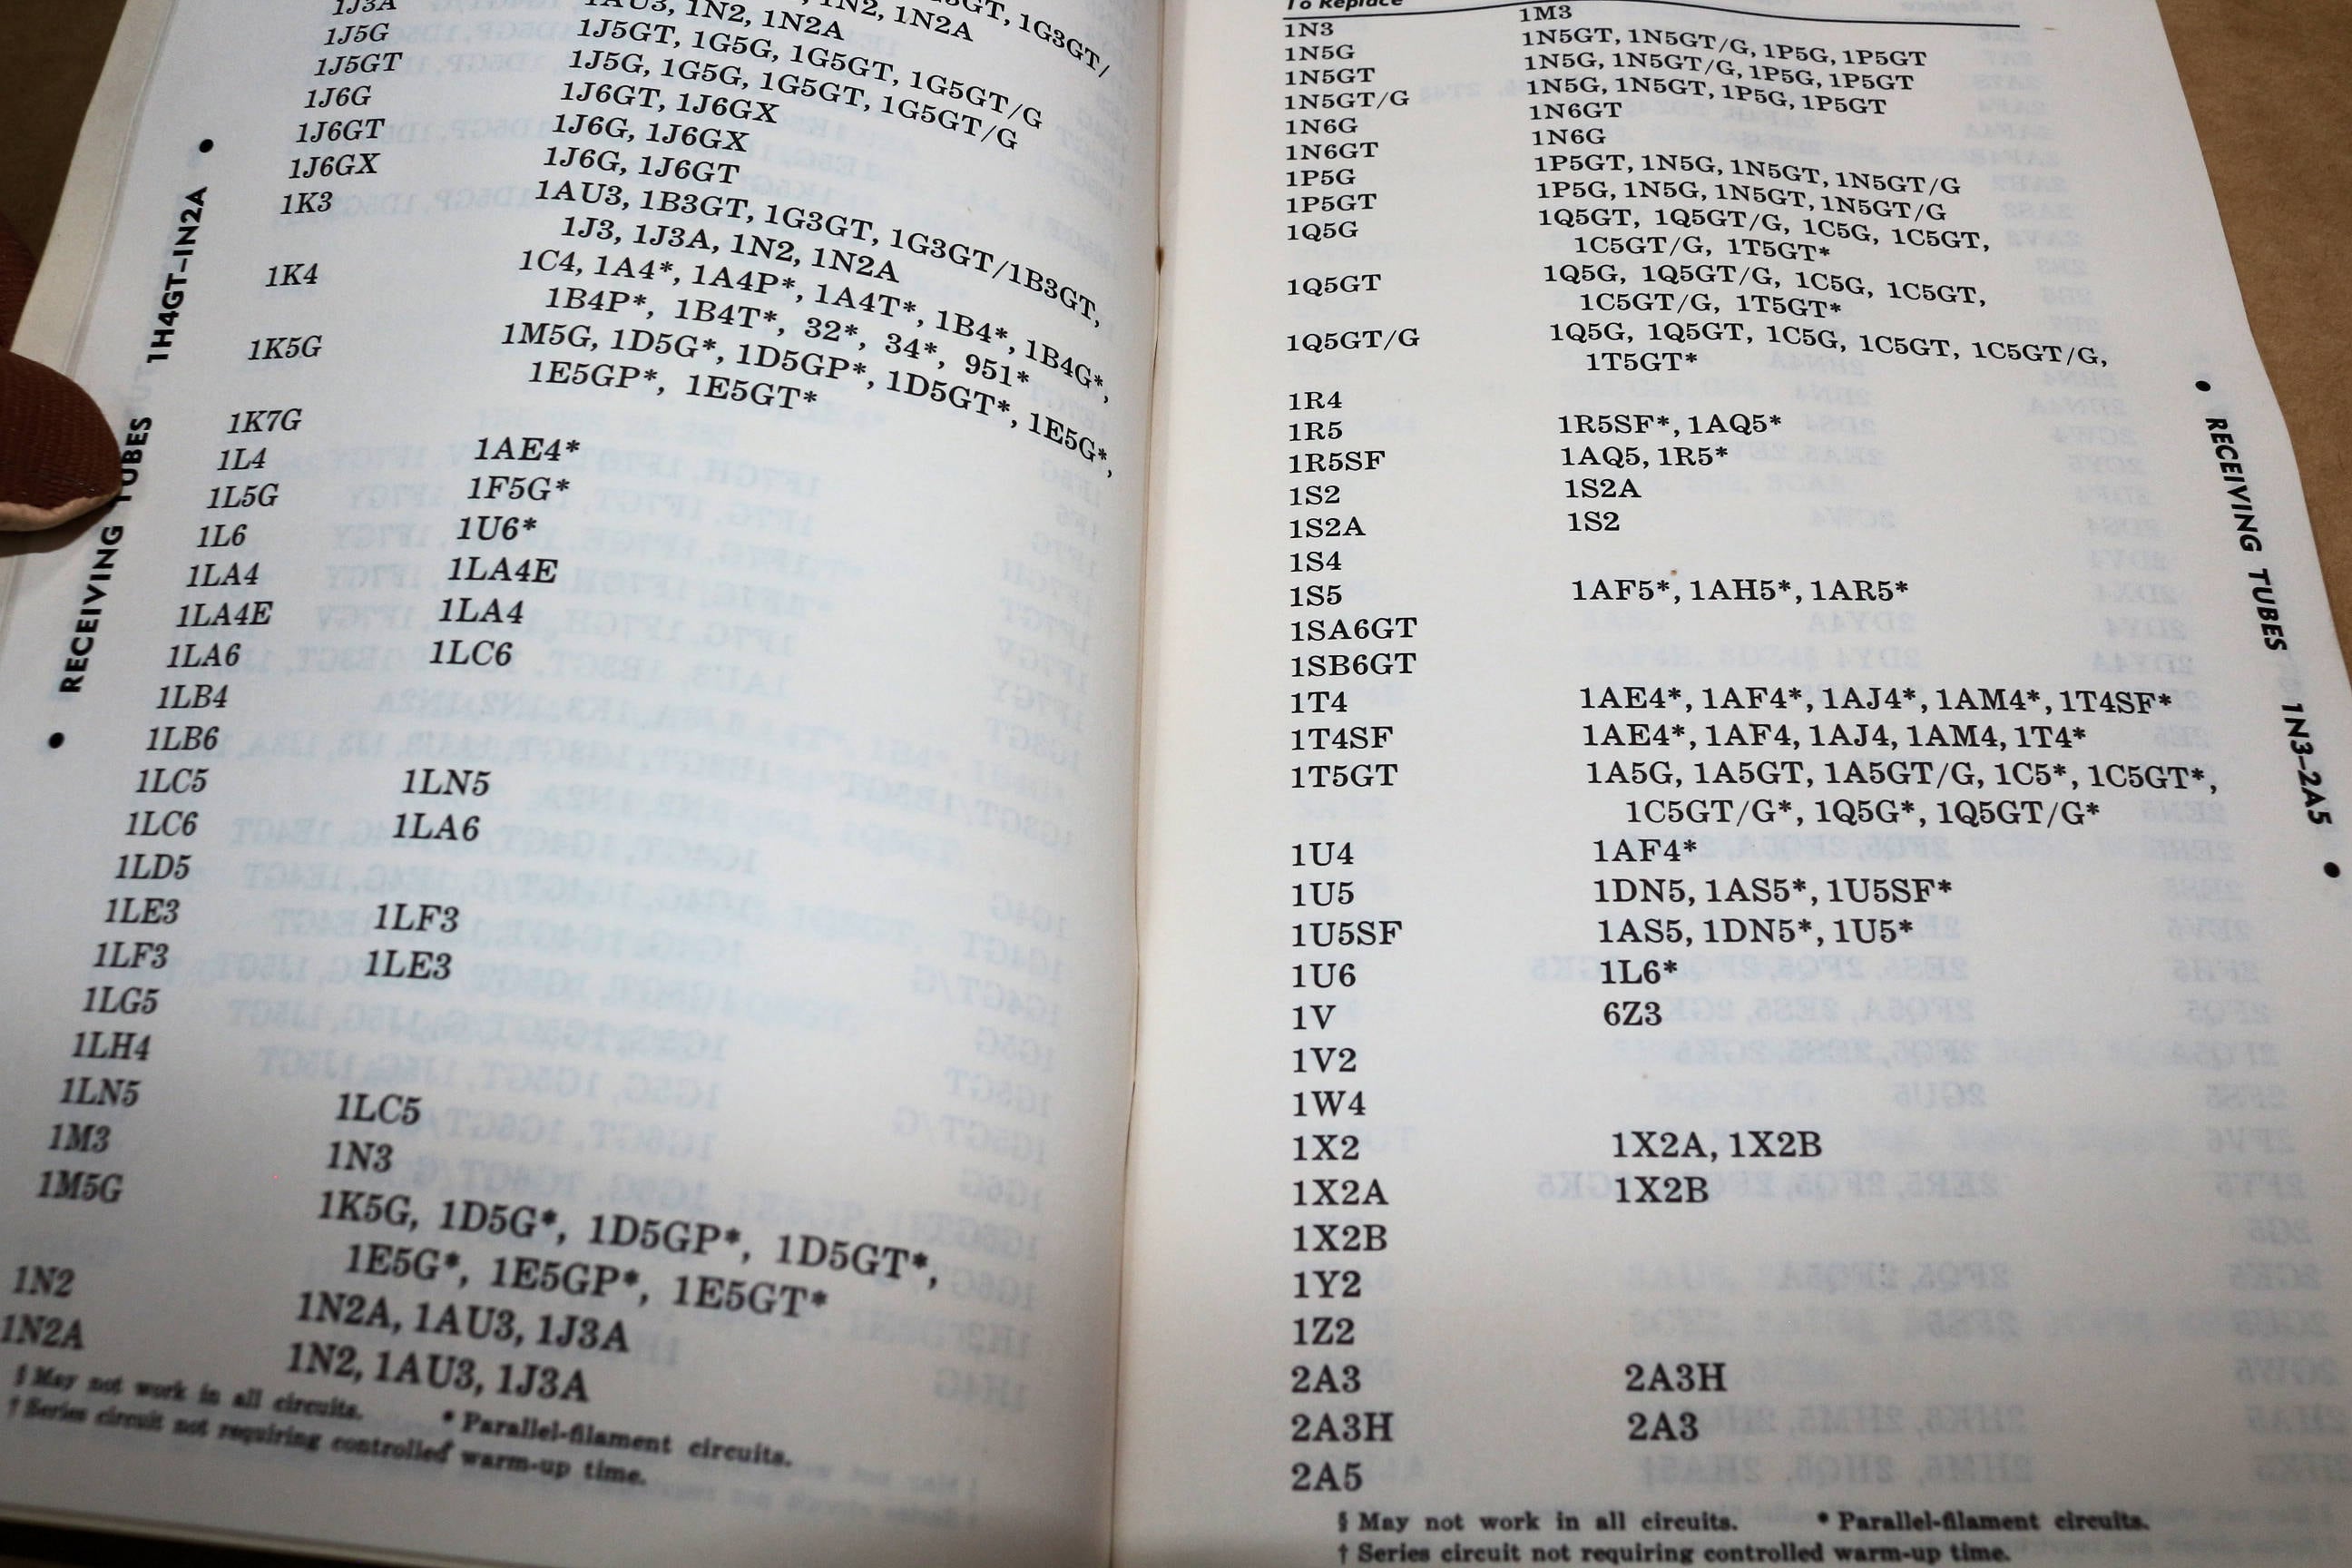 1J3A 1AU3, 1N2, 1N2A
1J5G 1J5GT, 1G5G, 1G5GT, 1G5GT/G
1J5GT 1J5G, 1G5G, 1G5GT, 1G5GT/G
1J6G 1J6GT, 1J6GX
1J6GT 1J6G, 1J6GX
1J6GX 1J6G, 1J6GT
1K3 1AU3, 1B3GT, 1G3GT, 1G3GT/1B3GT,
1J3, 1J3A, 1N2, 1N2A
1K4 1C4, 1A4*, 1A4P*, 1A4T*, 1B4*, 1B4G*,
1B4P*, 1B4T*, 32*, 34*, 951*
1K5G 1M5G, 1D5G*, 1D5GP*, 1D5GT*, 1E5G*,
1E5GP*, 1E5GT*
1K7G
1L4 1AE4*
1L5G 1F5G*
1L6 1U6*
1LA4 1LA4E
1LA4E 1LA4
1LA6 1LC6
1LB4
1LB6
1LC5 1LN5
1LC6 1LA6
1LD5
1LE3 1LF3
1LF3 1LE3
1LG5
1LH4
1LN5 1LC5
1M3 1N3
1M5G 1K5G, 1D5G*, 1D5GP*, 1D5GT*,
1E5G*, 1E5GP*, 1E5GT*
1N2 1N2A, 1AU3, 1J3A
1N2A 1N2, 1AU3, 1J3A
§ May not work in all circuits. * Parallel-filament circuits.
† Series circuit not requiring controlled warm-up time.
• RECEIVING TUBES 1H4GT–IN2A •
To Replace
1N3 1M3
1N5G 1N5GT, 1N5GT/G, 1P5G, 1P5GT
1N5GT 1N5G, 1N5GT/G, 1P5G, 1P5GT
1N5GT/G 1N5G, 1N5GT, 1P5G, 1P5GT
1N6G 1N6GT
1N6GT 1N6G
1P5G 1P5GT, 1N5G, 1N5GT, 1N5GT/G
1P5GT 1P5G, 1N5G, 1N5GT, 1N5GT/G
1Q5G 1Q5GT, 1Q5GT/G, 1C5G, 1C5GT,
1C5GT/G, 1T5GT*
1Q5GT 1Q5G, 1Q5GT/G, 1C5G, 1C5GT,
1C5GT/G, 1T5GT*
1Q5GT/G 1Q5G, 1Q5GT, 1C5G, 1C5GT, 1C5GT/G,
1T5GT*
1R4
1R5 1R5SF*, 1AQ5*
1R5SF 1AQ5, 1R5*
1S2 1S2A
1S2A 1S2
1S4
1S5 1AF5*, 1AH5*, 1AR5*
1SA6GT
1SB6GT
1T4 1AE4*, 1AF4*, 1AJ4*, 1AM4*, 1T4SF*
1T4SF 1AE4*, 1AF4, 1AJ4, 1AM4, 1T4*
1T5GT 1A5G, 1A5GT, 1A5GT/G, 1C5*, 1C5GT*,
1C5GT/G*, 1Q5G*, 1Q5GT/G*
1U4 1AF4*
1U5 1DN5, 1AS5*, 1U5SF*
1U5SF 1AS5, 1DN5*, 1U5*
1U6 1L6*
1V 6Z3
1V2
1W4
1X2 1X2A, 1X2B
1X2A 1X2B
1X2B
1Y2
1Z2
2A3 2A3H
2A3H 2A3
2A5
§ May not work in all circuits. * Parallel-filament circuits.
† Series circuit not requiring controlled warm-up time.
• RECEIVING TUBES 1N3–2A5 •